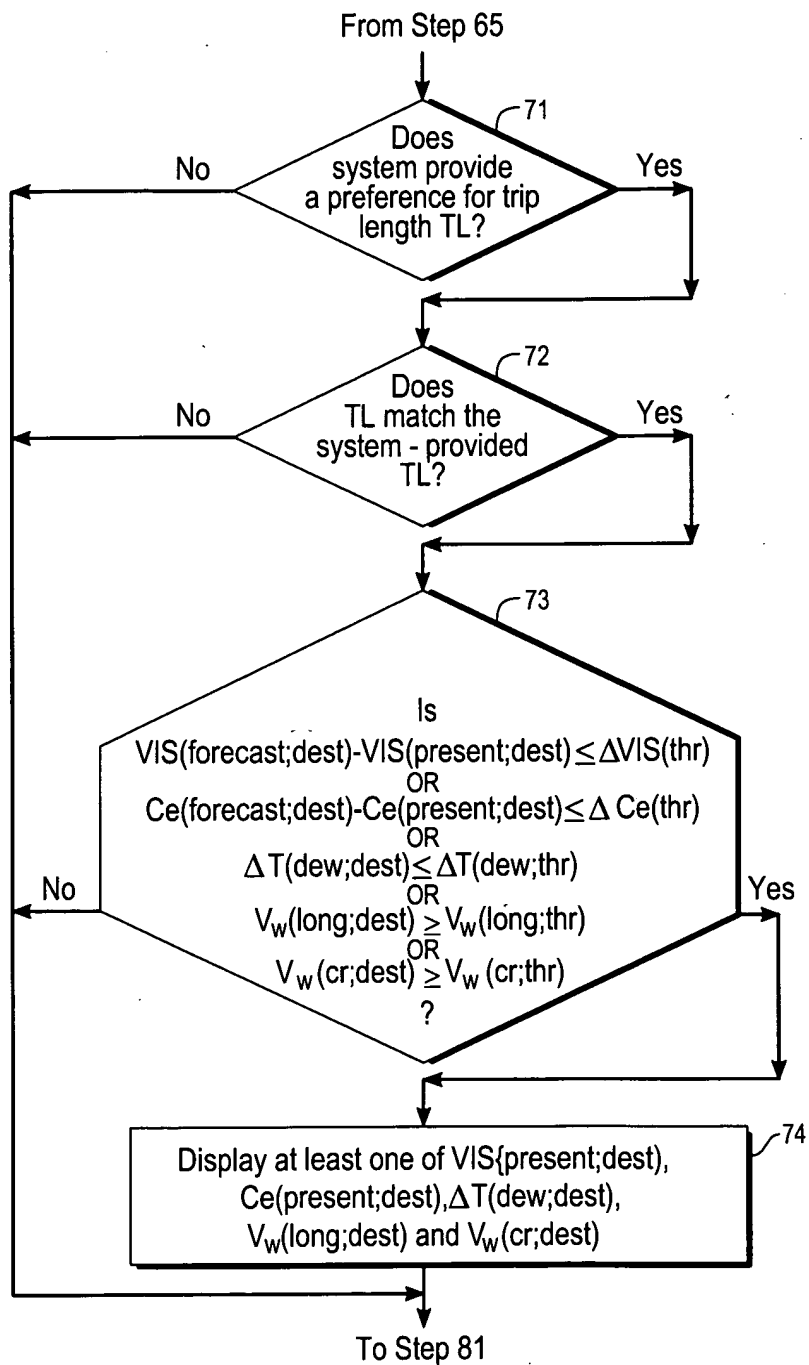 From Step 65
71
Does
system provide
a preference for trip
length TL?
No
Yes
72
Does
TL match the
system - provided
TL?
No
Yes
73
Is
VIS(forecast;dest)-VIS(present;dest)≤ΔVIS(thr)
OR
Ce(forecast;dest)-Ce(present;dest)≤Δ Ce(thr)
OR
ΔT(dew;dest)≤ ΔT(dew;thr)
OR
Vw(long;dest) ≥ Vw(long;thr)
OR
Vw(cr;dest) ≥ Vw (cr;thr)
?
No
Yes
74
Display at least one of VIS{present;dest),
Ce(present;dest),ΔT(dew;dest),
Vw(long;dest) and Vw(cr;dest)
To Step 81